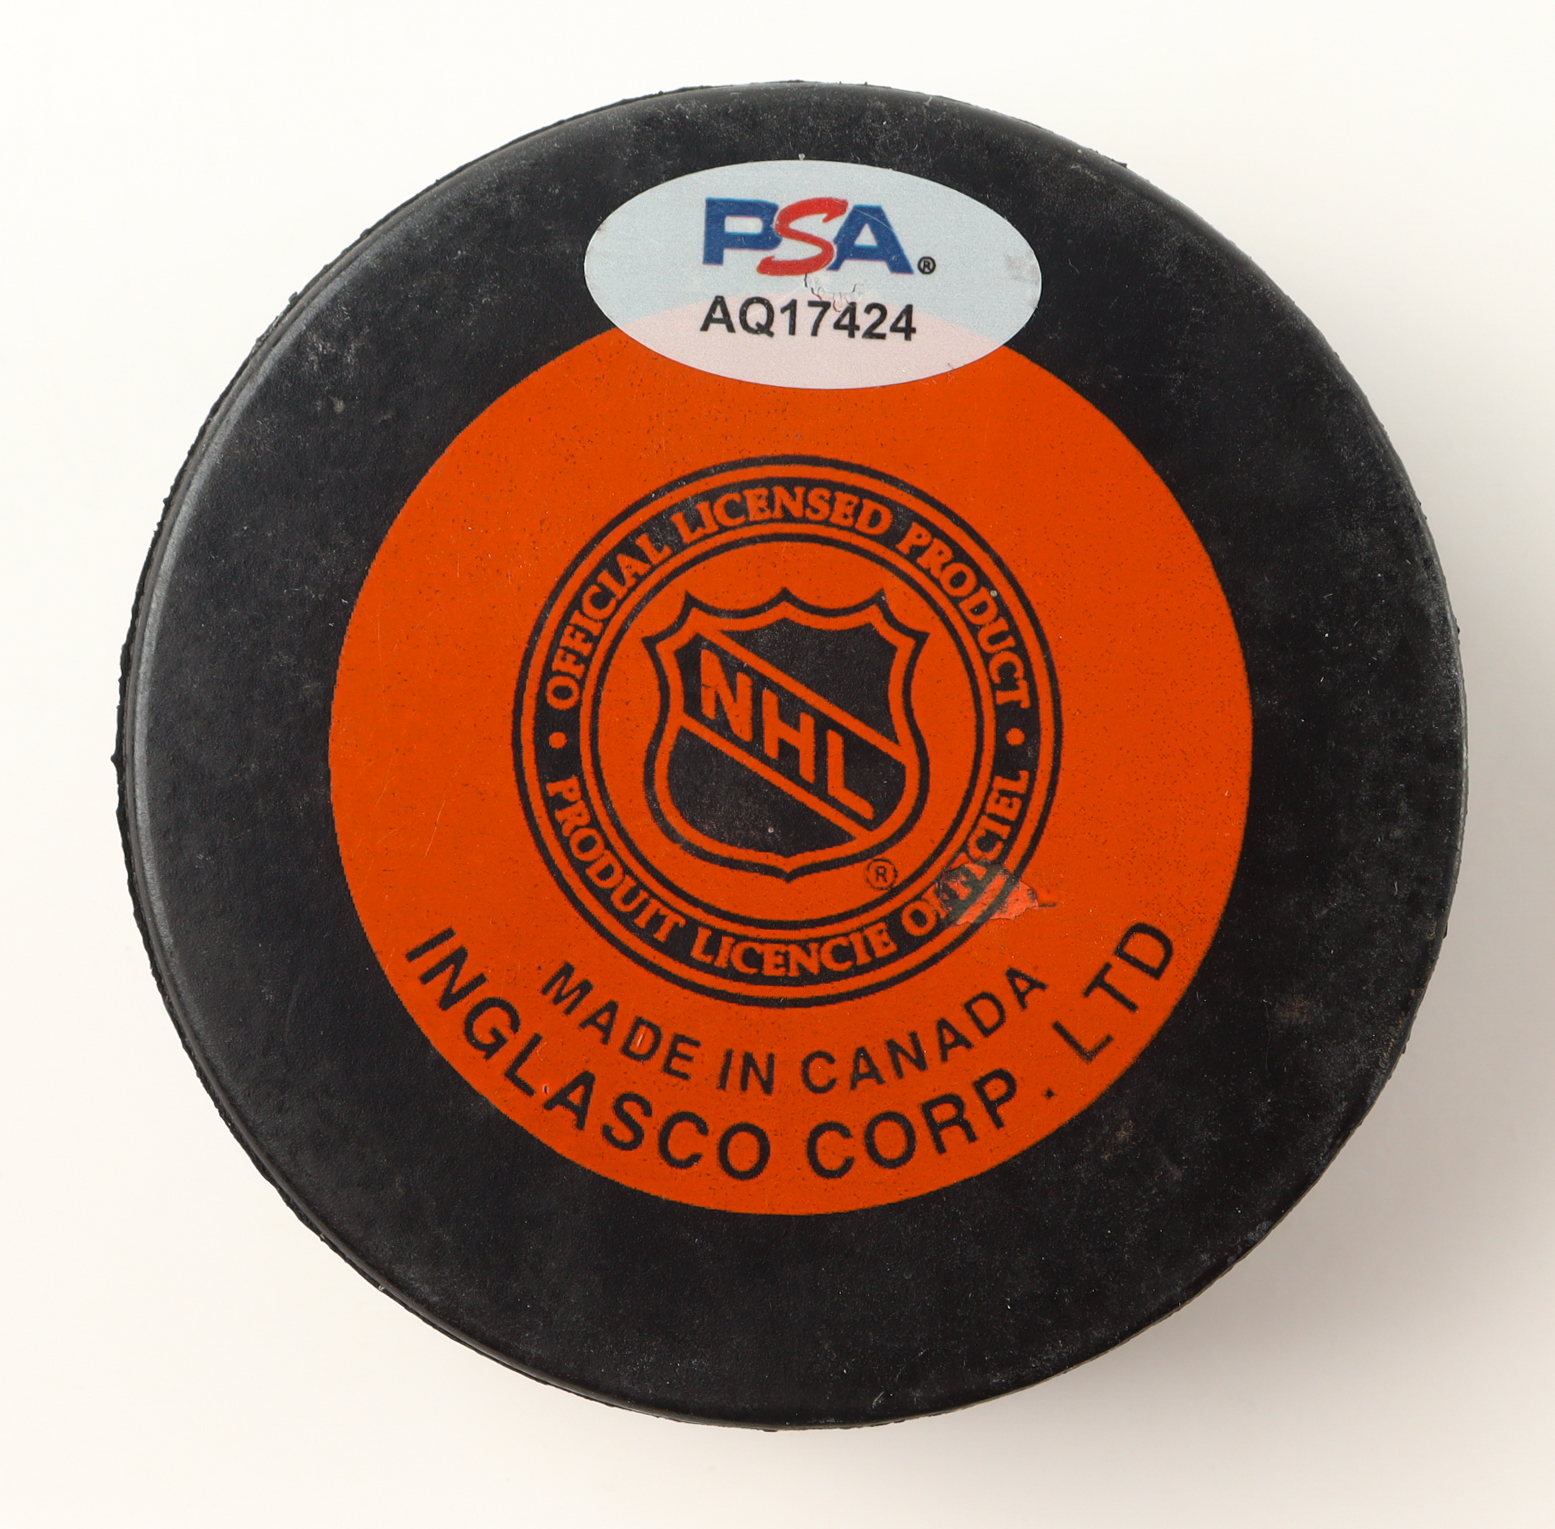 PSA®
AQ17424
OFFICIAL LICENSED PRODUCT
NHL
®
• PRODUIT LICENCIE OFFICIEL •
MADE IN CANADA
INGLASCO CORP. LTD